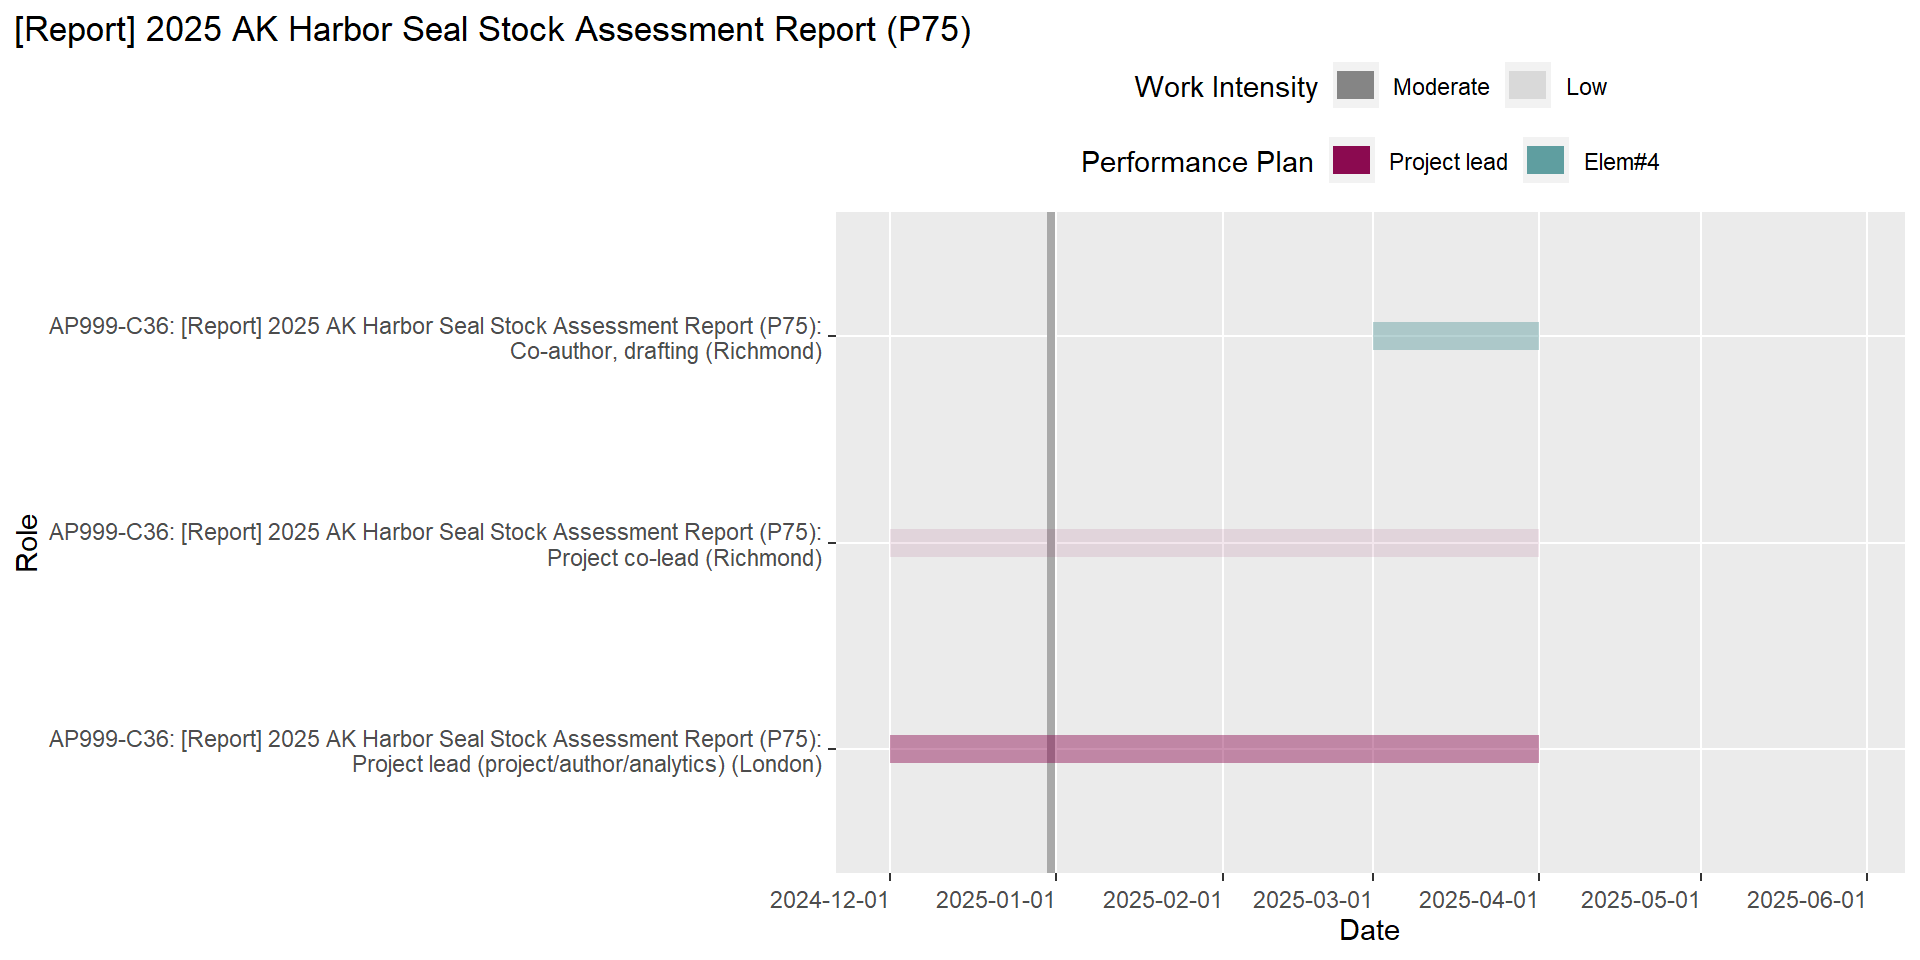 [Report] 2025 AK Harbor Seal Stock Assessment Report (P75)
Work Intensity Moderate Low
Performance Plan Project lead Elem#4
AP999-C36: [Report] 2025 AK Harbor Seal Stock Assessment Report (P75):
Co-author, drafting (Richmond)
AP999-C36: [Report] 2025 AK Harbor Seal Stock Assessment Report (P75):
Project co-lead (Richmond)
AP999-C36: [Report] 2025 AK Harbor Seal Stock Assessment Report (P75):
Project lead (project/author/analytics) (London)
Role
2024-12-01 2025-01-01 2025-02-01 2025-03-01 2025-04-01 2025-05-01 2025-06-01
Date